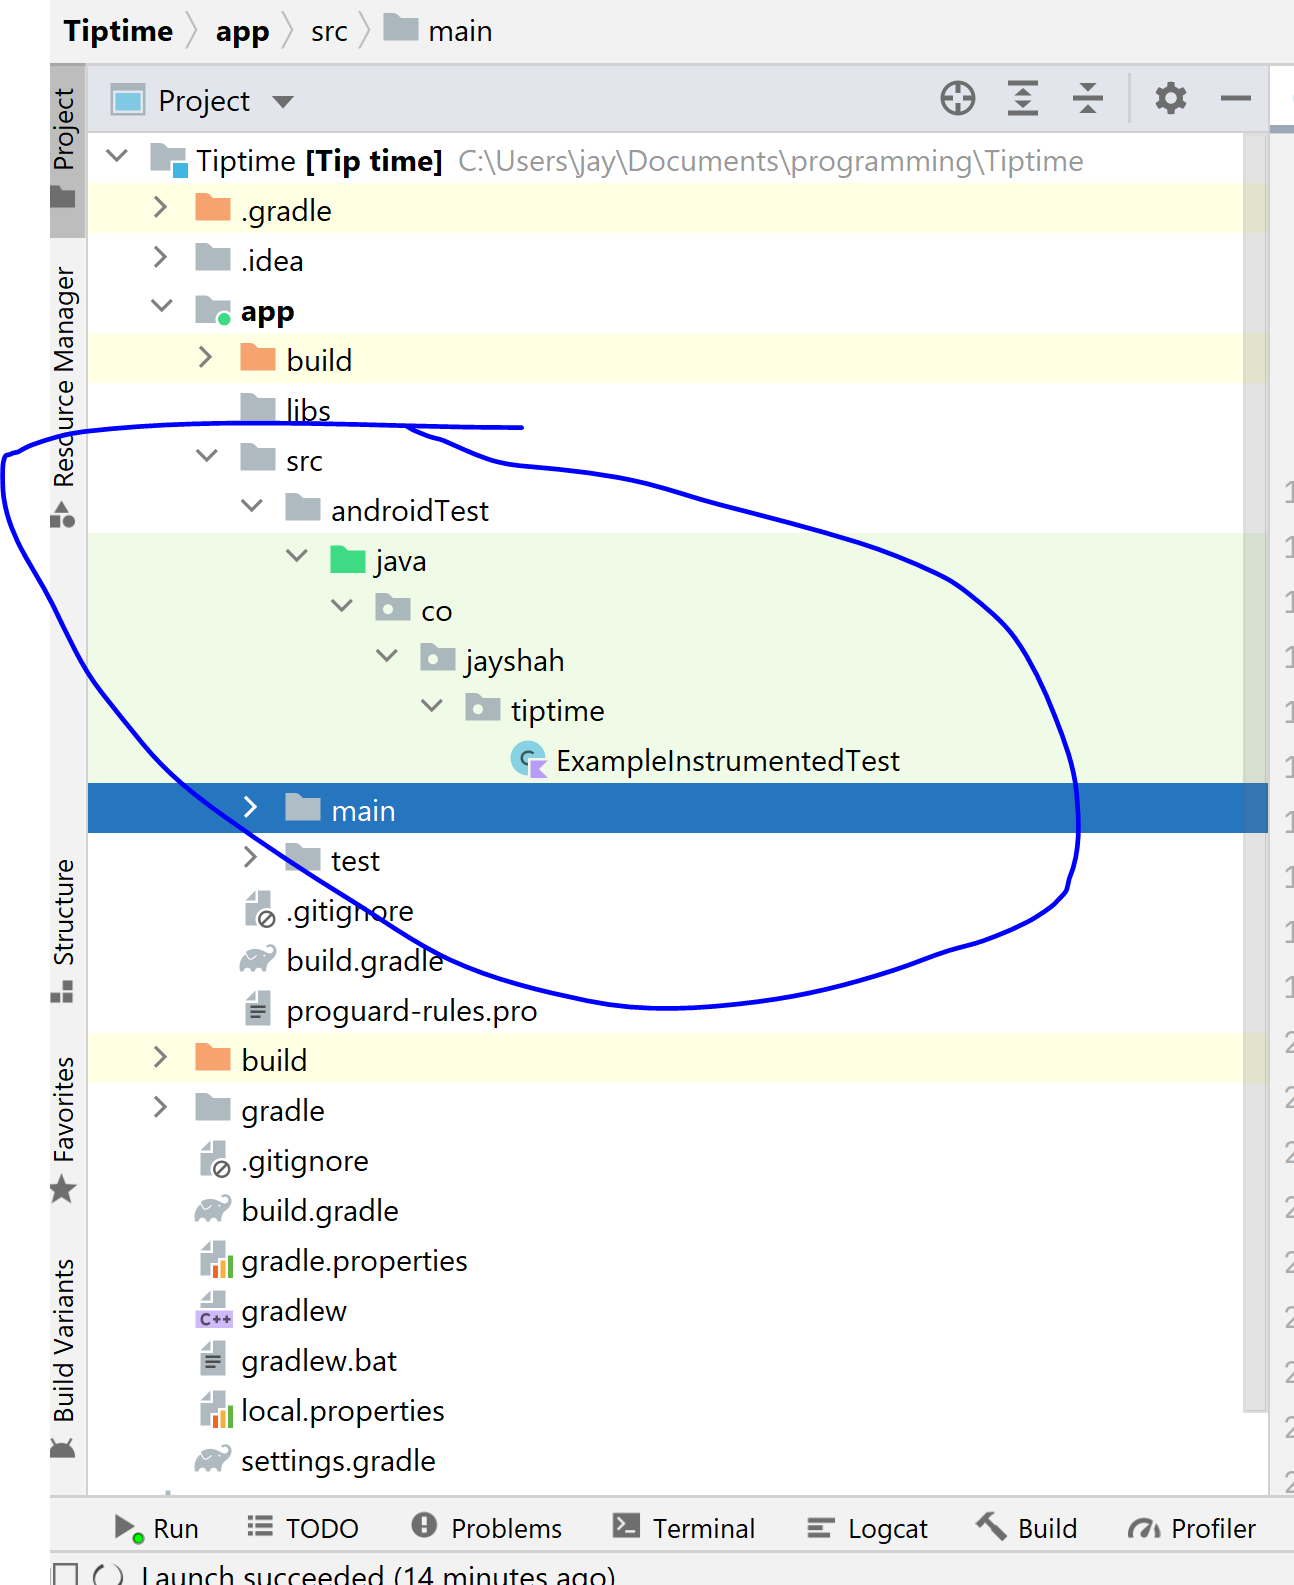 Tiptime app src main
Project
Tiptime [Tip time] C:\Users\jay\Documents\programming\Tiptime
.gradle
.idea
app
build
libs
src
androidTest
java
co
jayshah
tiptime
ExampleInstrumentedTest
main
test
.gitignore
build.gradle
proguard-rules.pro
build
gradle
.gitignore
build.gradle
gradle.properties
C++ gradlew
gradlew.bat
local.properties
settings.gradle
Project
Resource Manager
Structure
Favorites
Build Variants
Run TODO Problems Terminal Logcat Build Profiler
Launch succeeded (14 minutes ago)